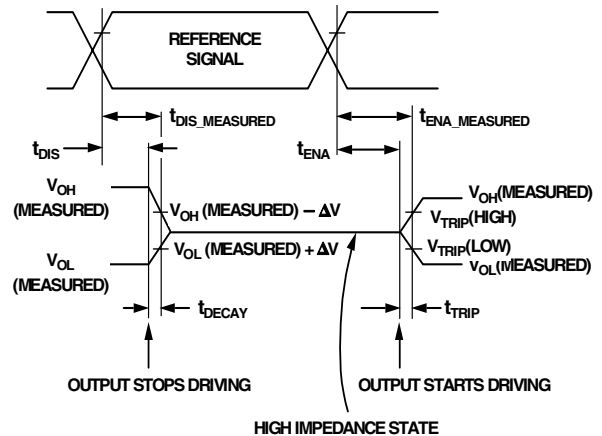 REFERENCE
SIGNAL
tDIS_MEASURED
tENA_MEASURED
tDIS
tENA
VOH
(MEASURED)
VOH (MEASURED) – ΔV
VOL (MEASURED) + ΔV
VOL
(MEASURED)
VOH(MEASURED)
VTRIP(HIGH)
VTRIP(LOW)
VOL(MEASURED)
tDECAY
tTRIP
OUTPUT STOPS DRIVING
OUTPUT STARTS DRIVING
HIGH IMPEDANCE STATE